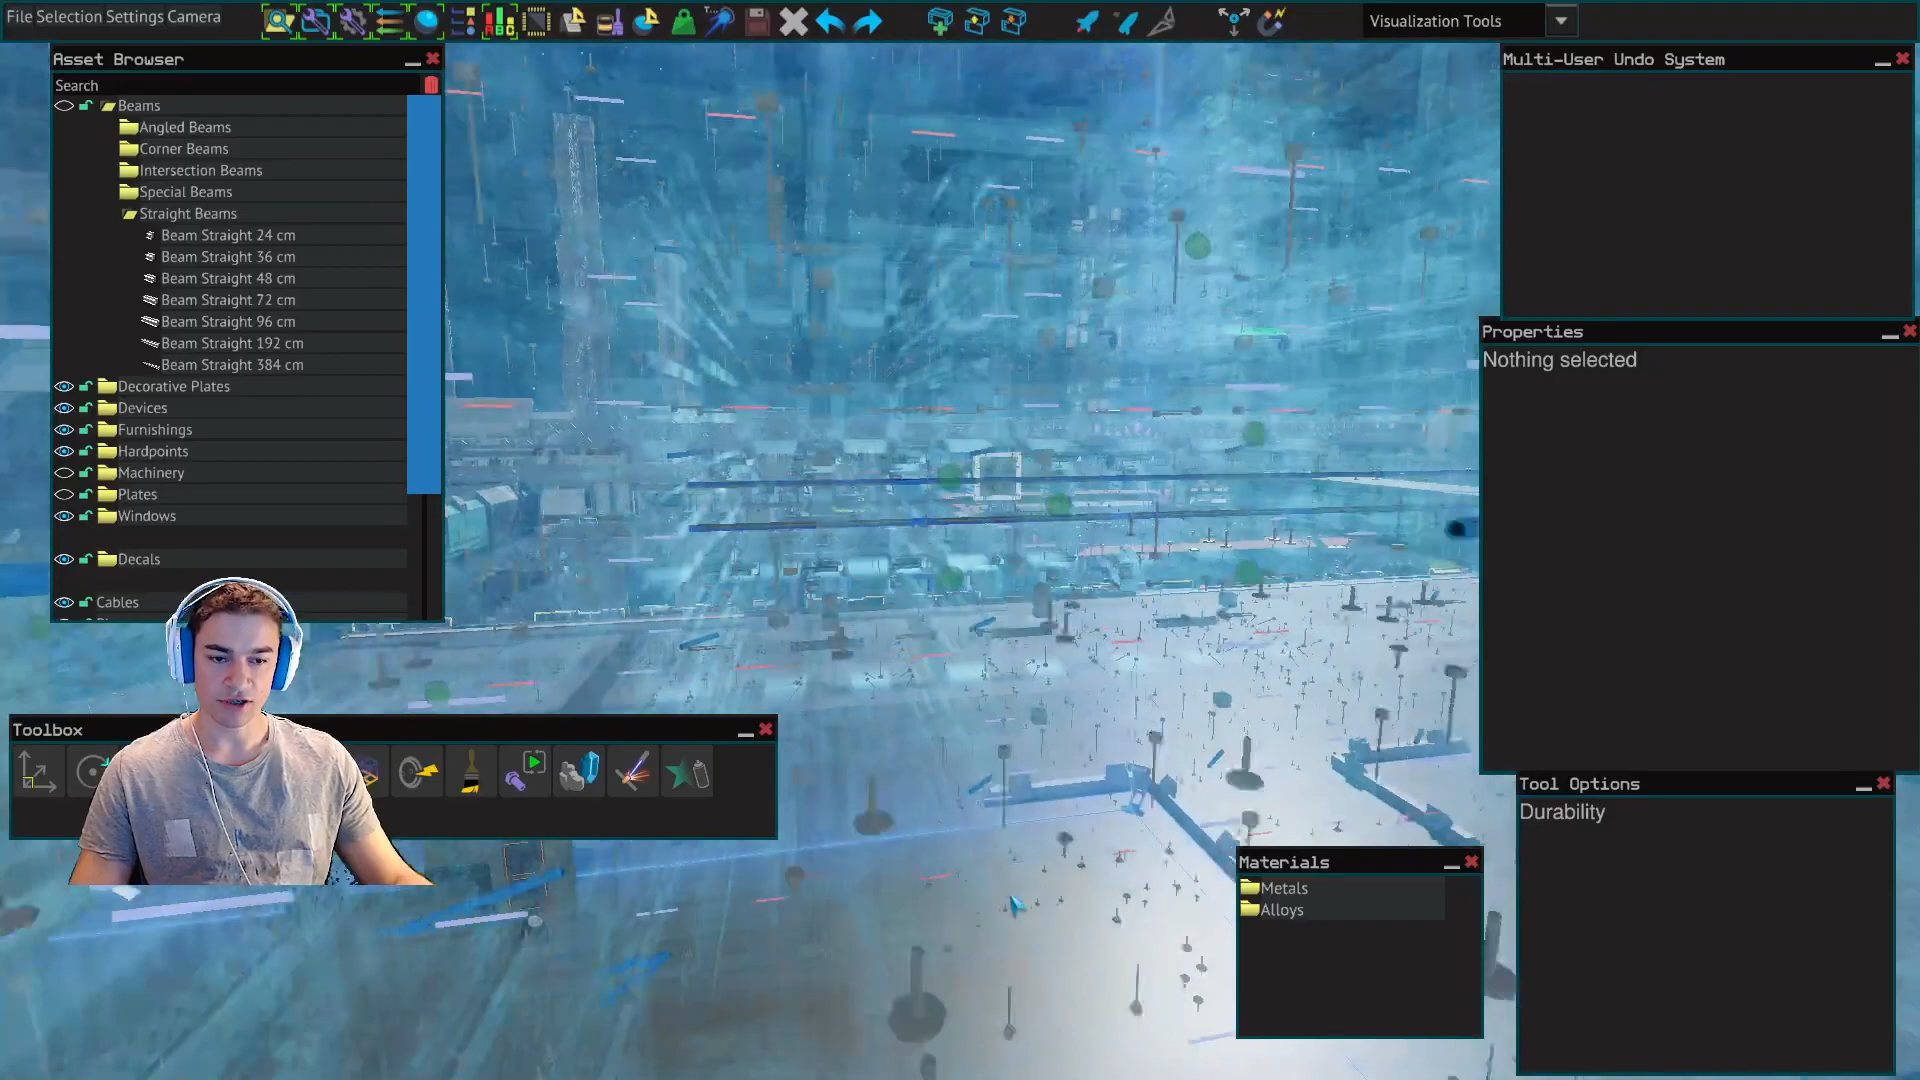 File Selection Settings Camera
ABC
Visualization Tools
Asset Browser
Search
Beams
Angled Beams
Corner Beams
Intersection Beams
Special Beams
Straight Beams
Beam Straight 24 cm
Beam Straight 36 cm
Beam Straight 48 cm
Beam Straight 72 cm
Beam Straight 96 cm
Beam Straight 192 cm
Beam Straight 384 cm
Decorative Plates
Devices
Furnishings
Hardpoints
Machinery
Plates
Windows
Decals
Cables
Toolbox
Multi-User Undo System
Properties
Nothing selected
Tool Options
Durability
Materials
Metals
Alloys